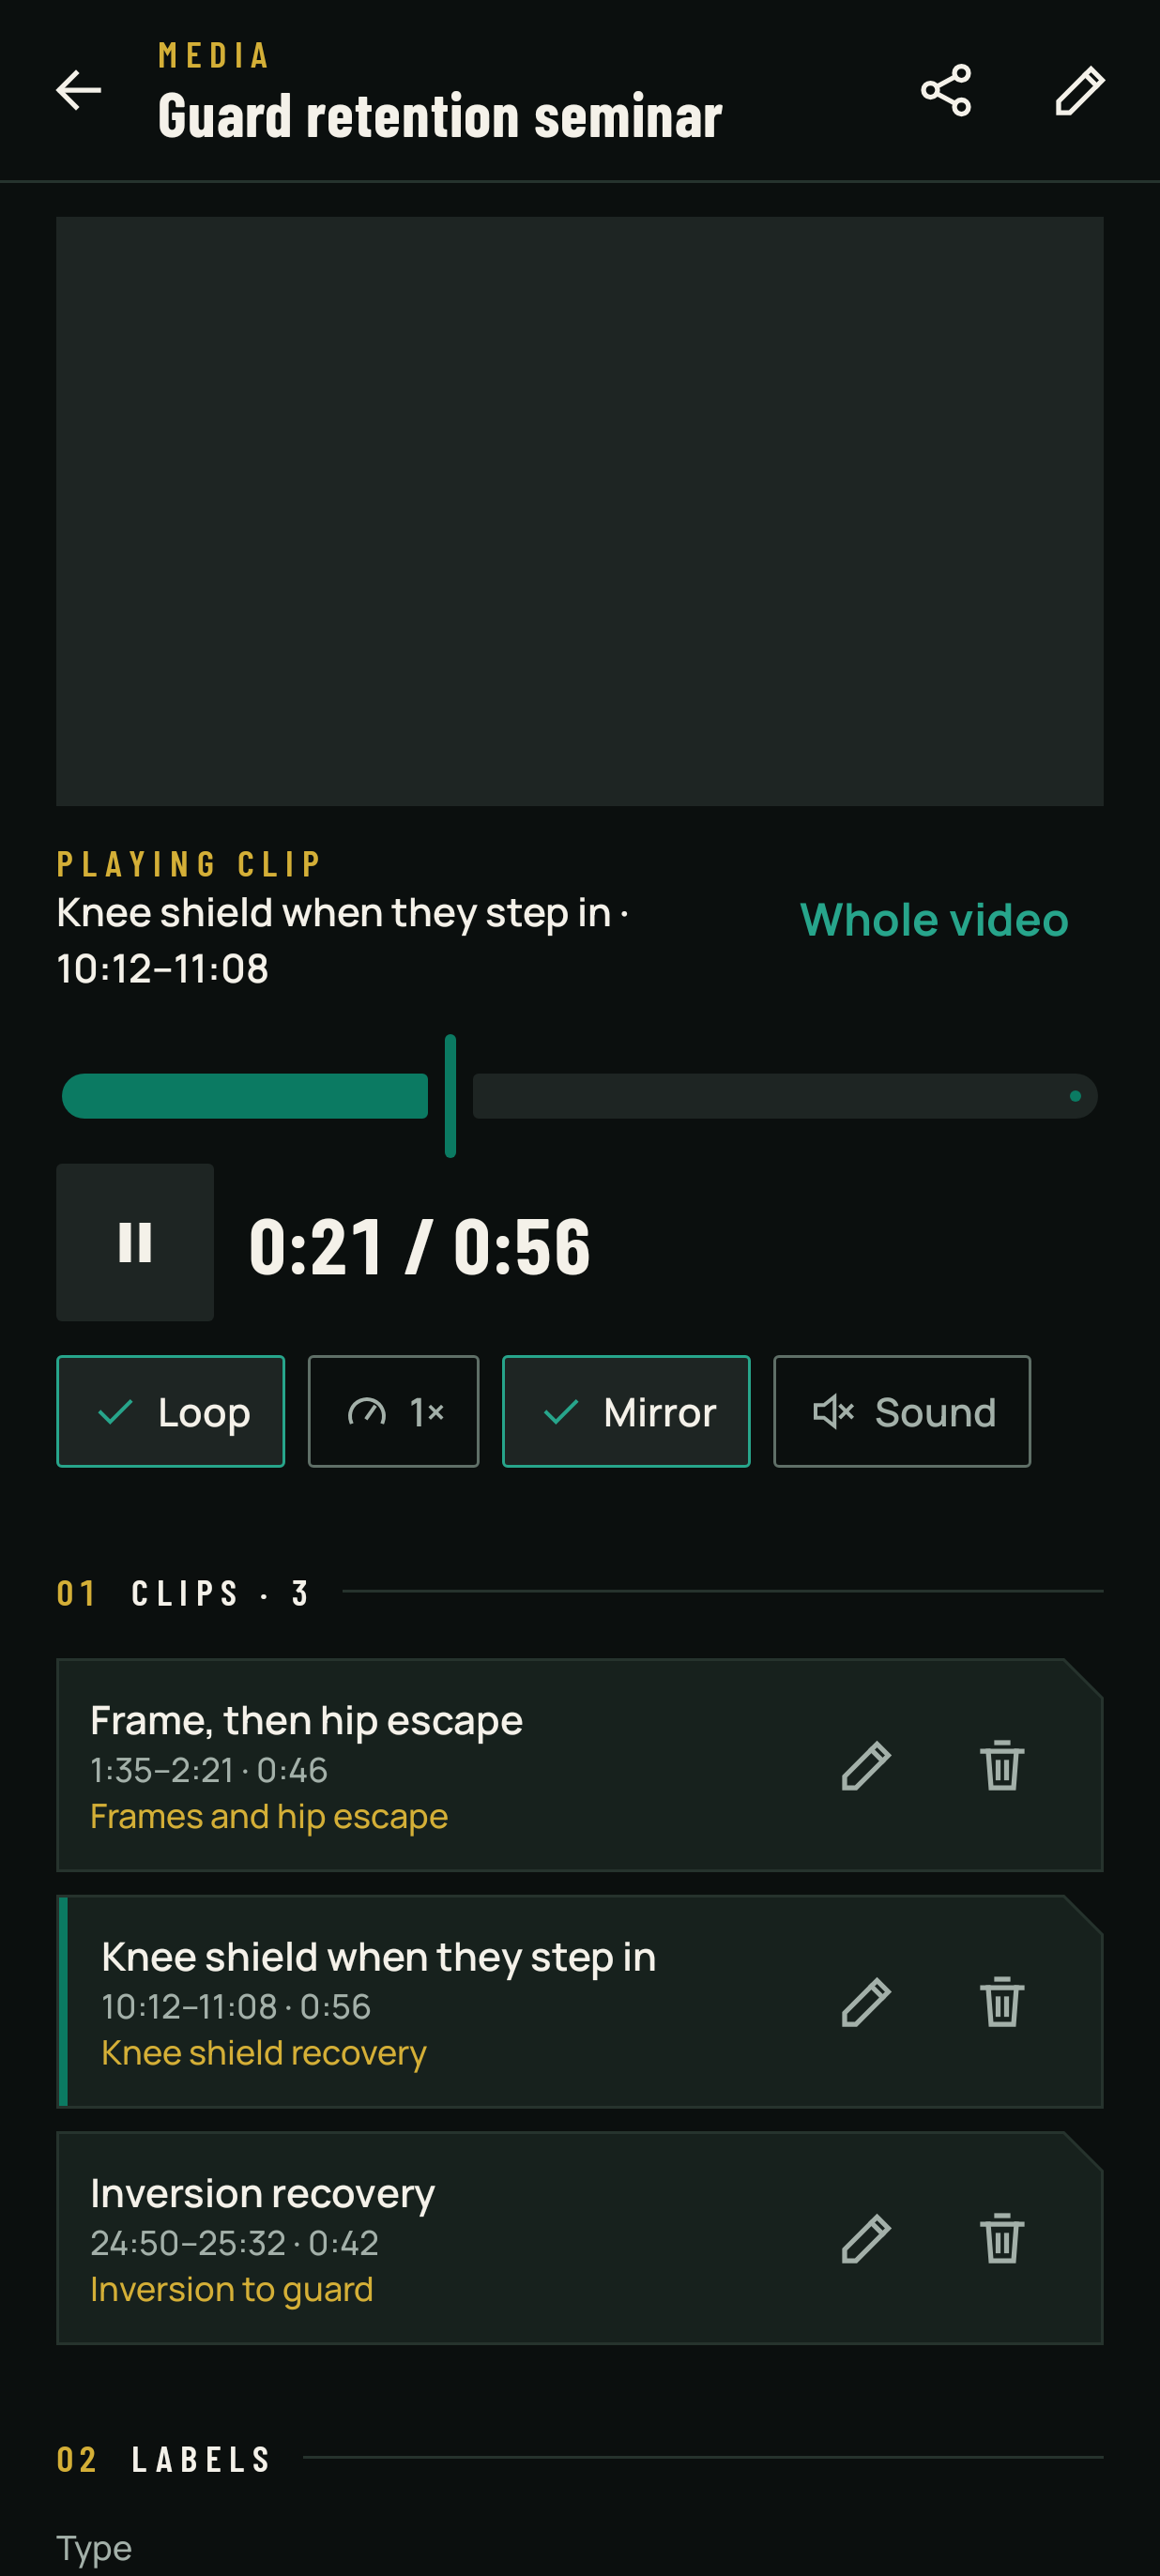 MEDIA
Guard retention seminar
PLAYING CLIP
Knee shield when they step in ·
10:12–11:08
Whole video
0:21 / 0:56
Loop
1×
Mirror
Sound
01 CLIPS · 3
Frame, then hip escape
1:35–2:21 · 0:46
Frames and hip escape
Knee shield when they step in
10:12–11:08 · 0:56
Knee shield recovery
Inversion recovery
24:50–25:32 · 0:42
Inversion to guard
02 LABELS
Type